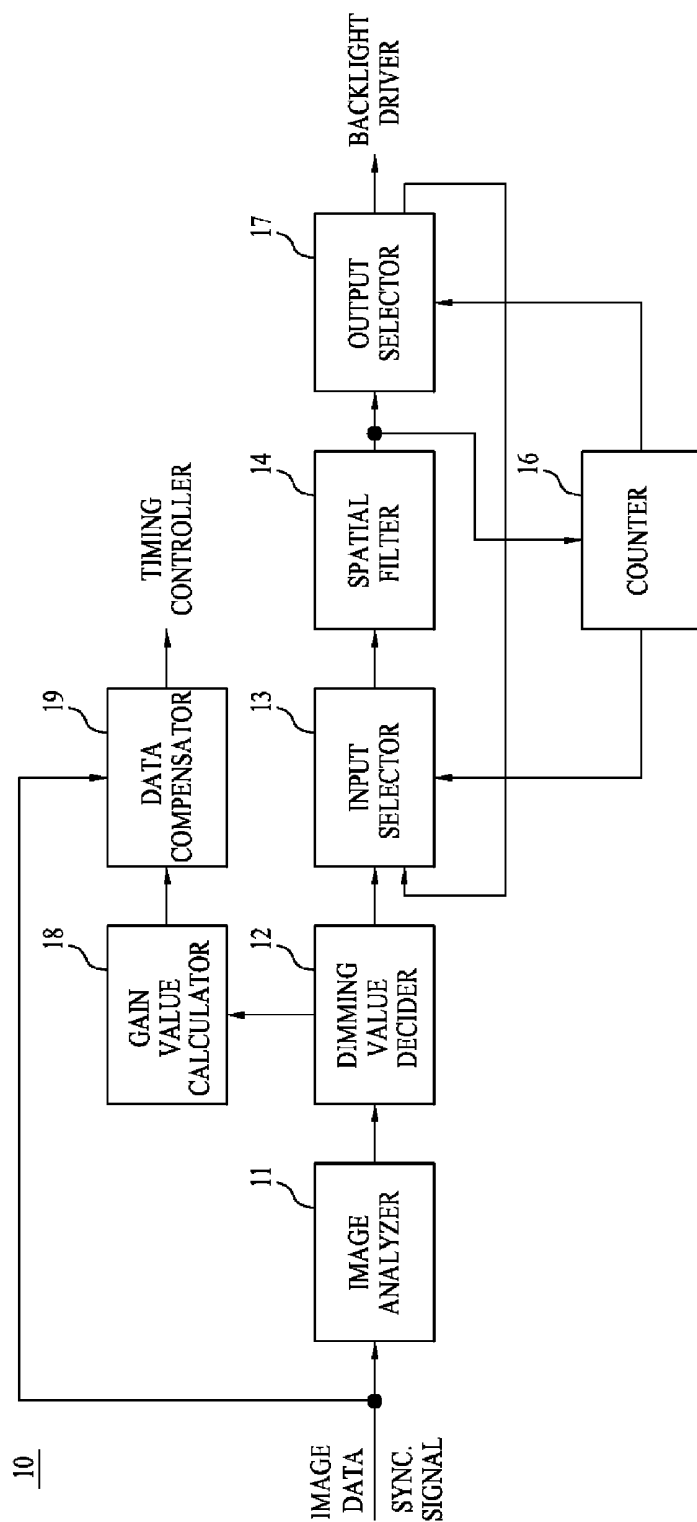 10
IMAGE
DATA
SYNC.
SIGNAL
11
IMAGE
ANALYZER
12
DIMMING
VALUE
DECIDER
18
GAIN
VALUE
CALCULATOR
19
DATA
COMPENSATOR
TIMING
CONTROLLER
13
INPUT
SELECTOR
14
SPATIAL
FILTER
17
OUTPUT
SELECTOR
BACKLIGHT
DRIVER
16
COUNTER